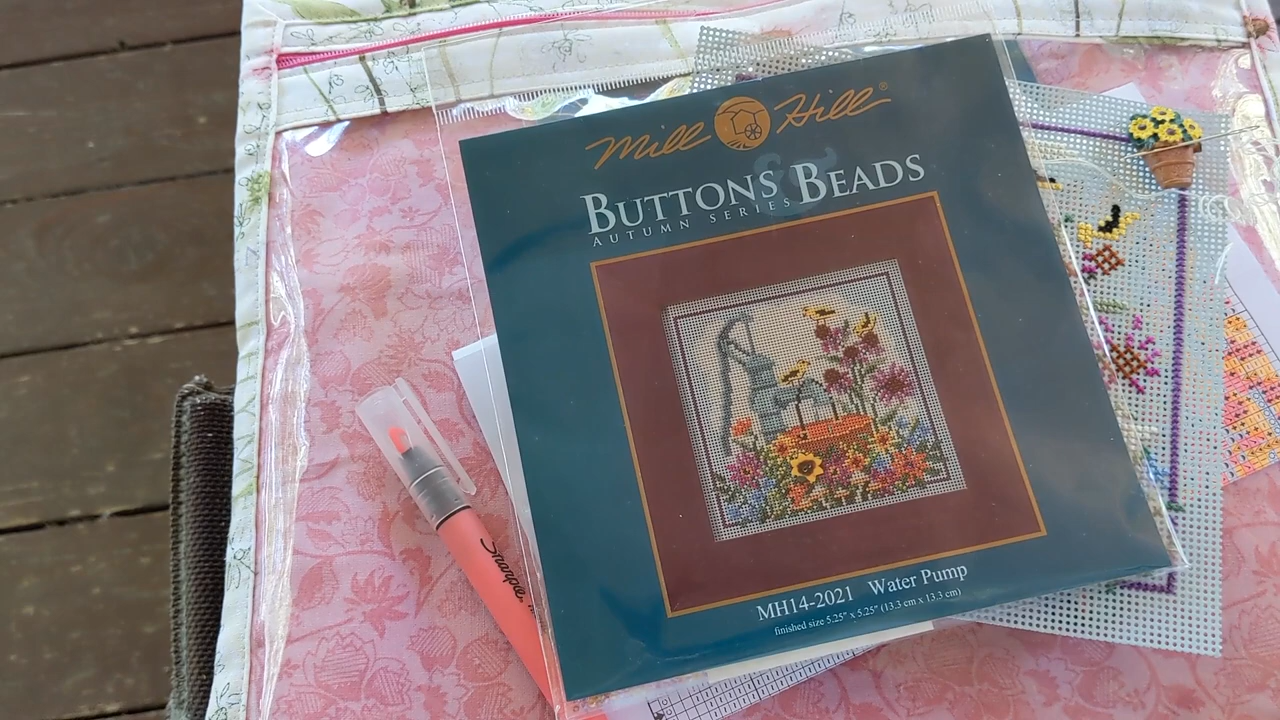 Mill Hill®
BUTTONS & BEADS
AUTUMN SERIES
MH14-2021 Water Pump
finished size 5.25" x 5.25" (13.3 cm x 13.3 cm)
Sharpie